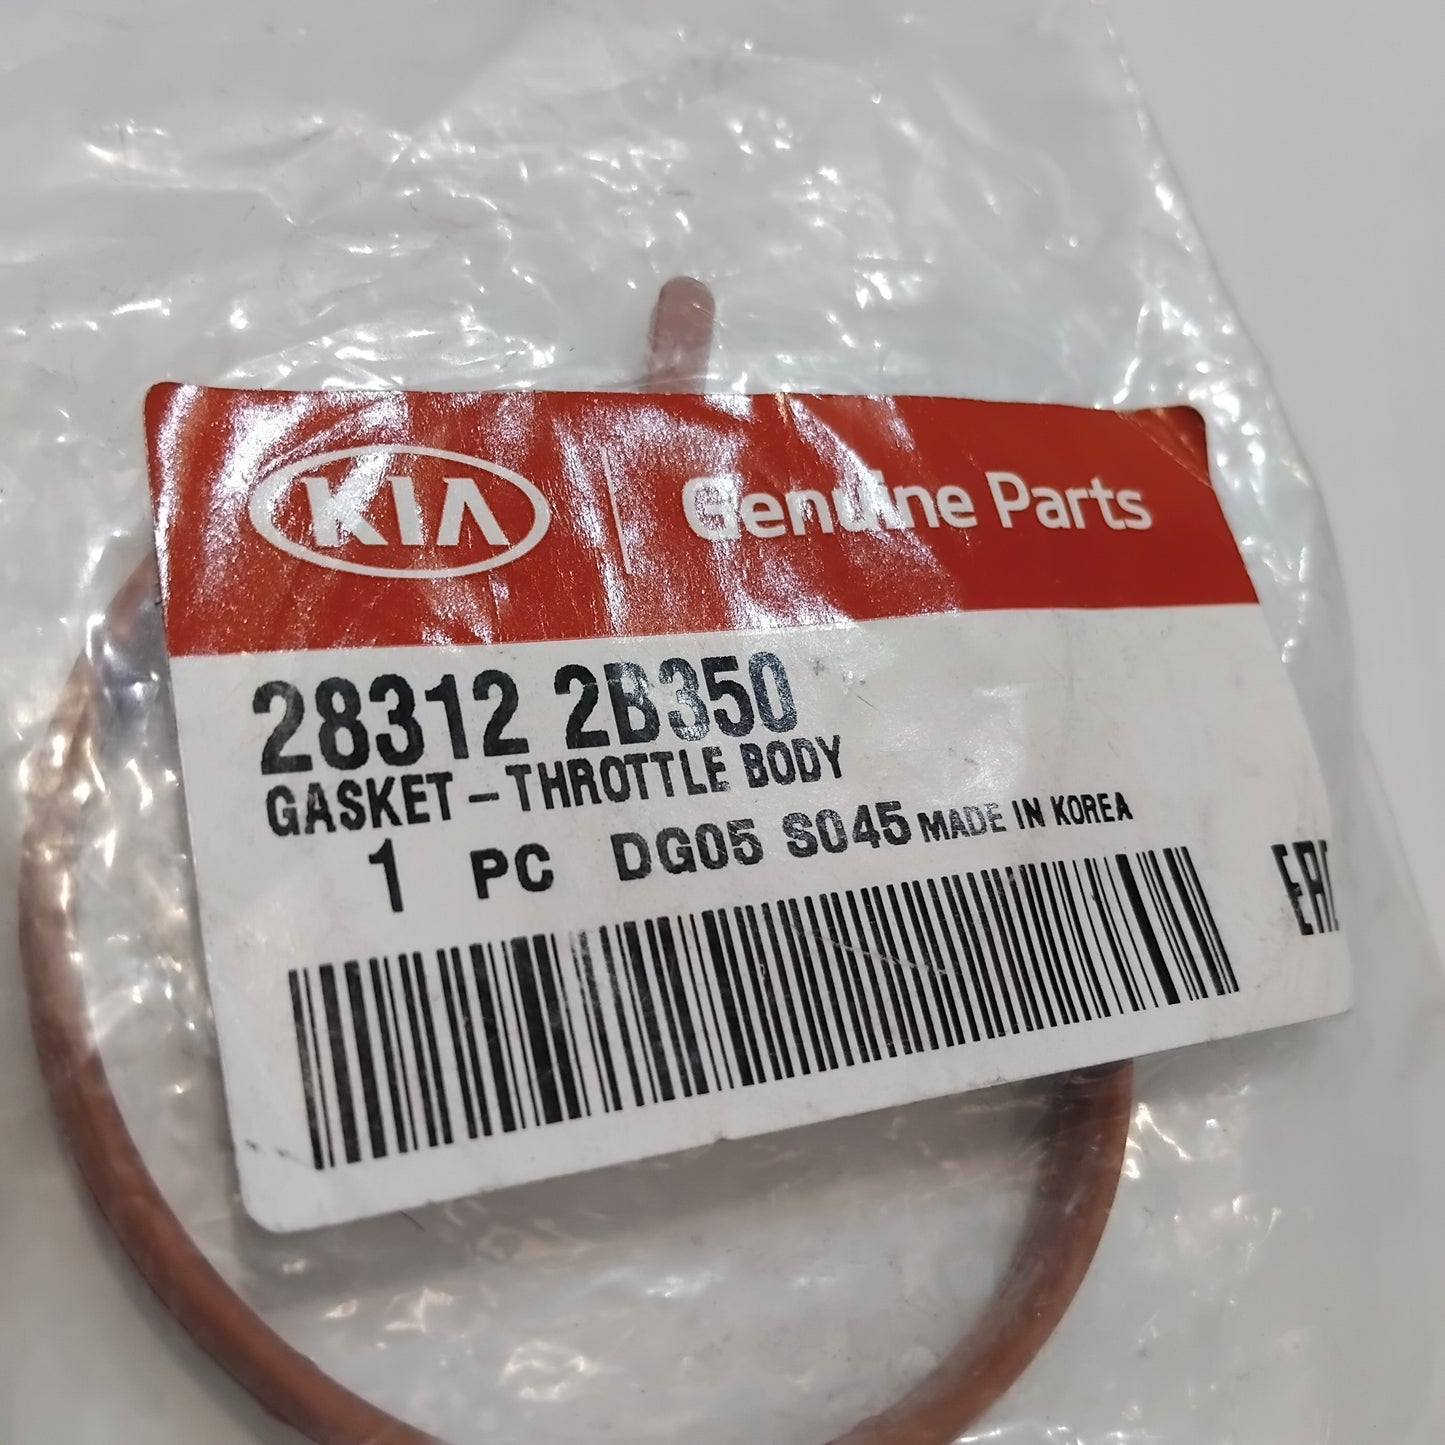 KIA Genuine Parts
28312 2B350
GASKET-THROTTLE BODY
1 PC DG05 S045 MADE IN KOREA